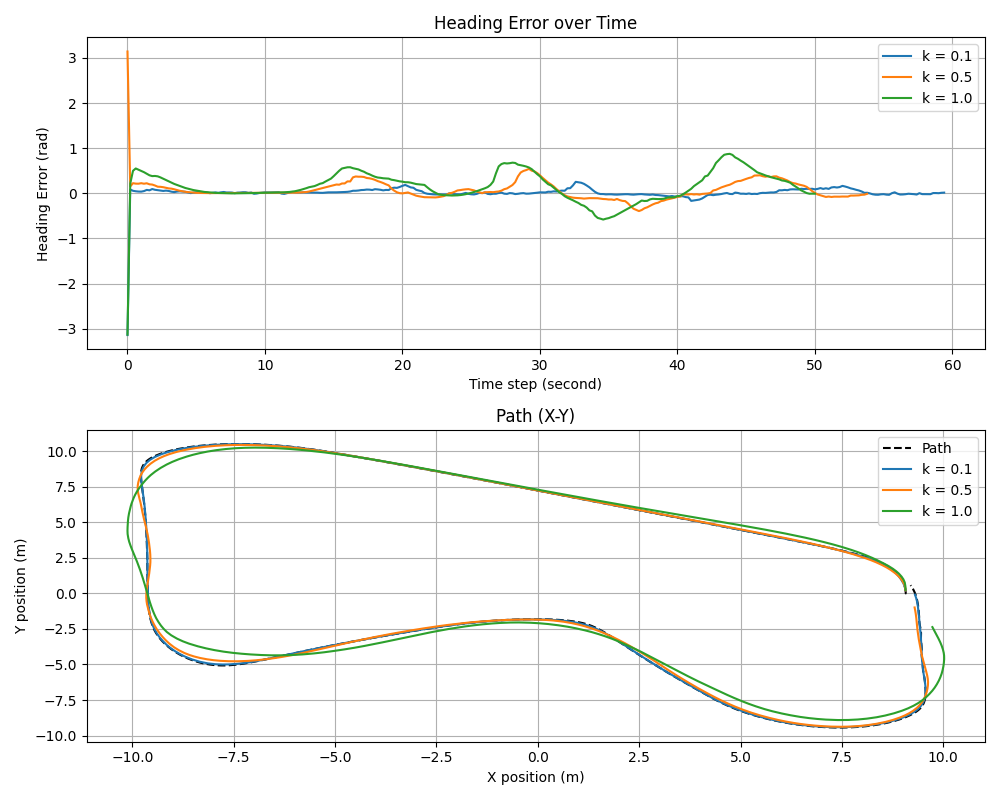 Heading Error over Time
Heading Error (rad)
3
2
1
0
−1
−2
−3
k = 0.1
k = 0.5
k = 1.0
0 10 20 30 40 50 60
Time step (second)
Path (X-Y)
Y position (m)
10.0
7.5
5.0
2.5
0.0
−2.5
−5.0
−7.5
−10.0
Path
k = 0.1
k = 0.5
k = 1.0
−10.0 −7.5 −5.0 −2.5 0.0 2.5 5.0 7.5 10.0
X position (m)